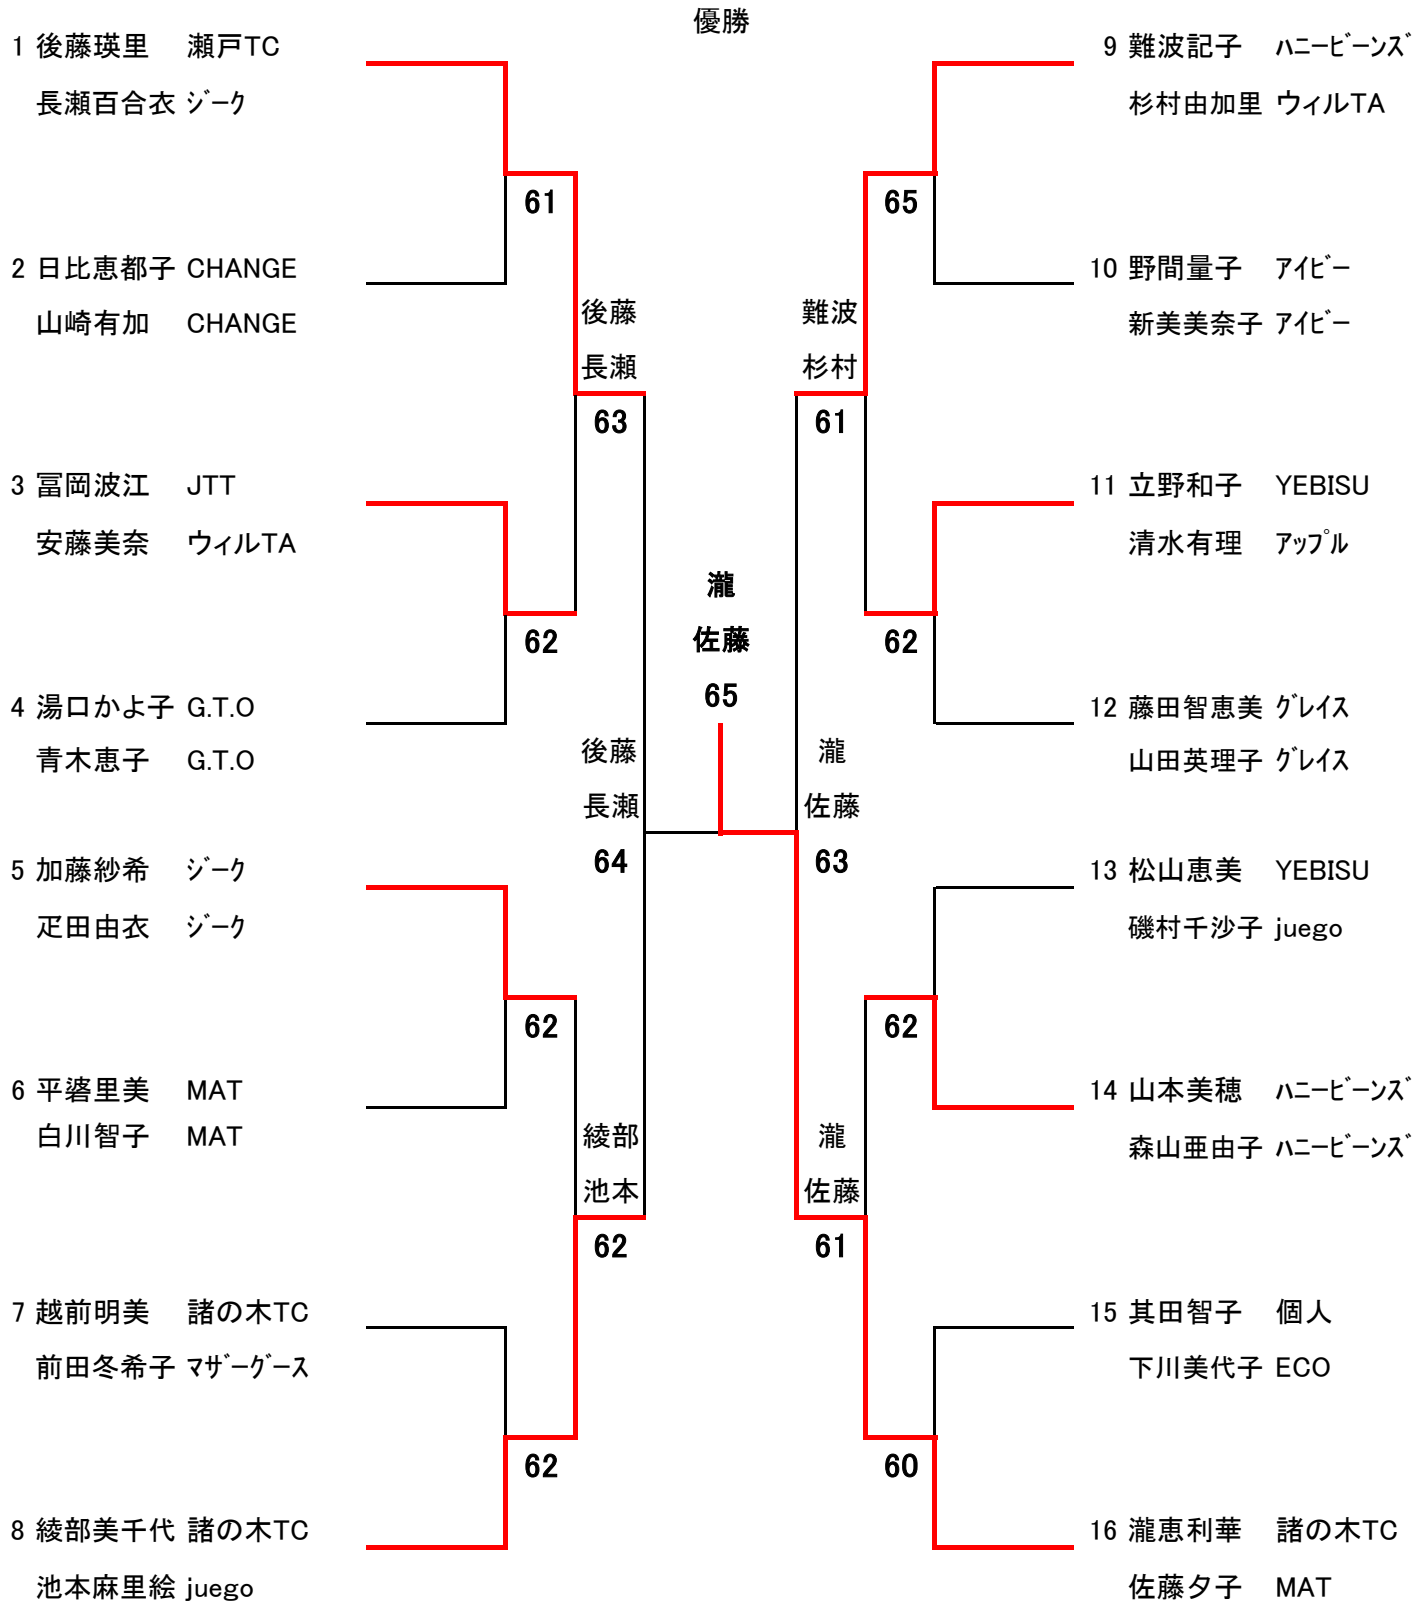 優勝
1 後藤瑛里 瀬戸TC
長瀬百合衣 ジーク
61
2 日比恵都子 CHANGE
山崎有加 CHANGE
後藤
長瀬
63
3 冨岡波江 JTT
安藤美奈 ウィルTA
62
4 湯口かよ子 G.T.O
青木恵子 G.T.O
後藤
長瀬
64
5 加藤紗希 ジーク
疋田由衣 ジーク
62
6 平礁里美 MAT
白川智子 MAT
綾部
池本
62
7 越前明美 諸の木TC
前田冬希子 マザーグース
62
8 綾部美千代 諸の木TC
池本麻里絵 juego
瀧
佐藤
65
9 難波記子 ハニービーンズ
杉村由加里 ウィルTA
65
10 野間量子 アイビー
新美美奈子 アイビー
難波
杉村
61
11 立野和子 YEBISU
清水有理 アップル
62
12 藤田智恵美 グレイス
山田英理子 グレイス
瀧
佐藤
63
13 松山恵美 YEBISU
磯村千沙子 juego
62
14 山本美穂 ハニービーンズ
森山亜由子 ハニービーンズ
瀧
佐藤
61
15 其田智子 個人
下川美代子 ECO
60
16 瀧恵利華 諸の木TC
佐藤夕子 MAT